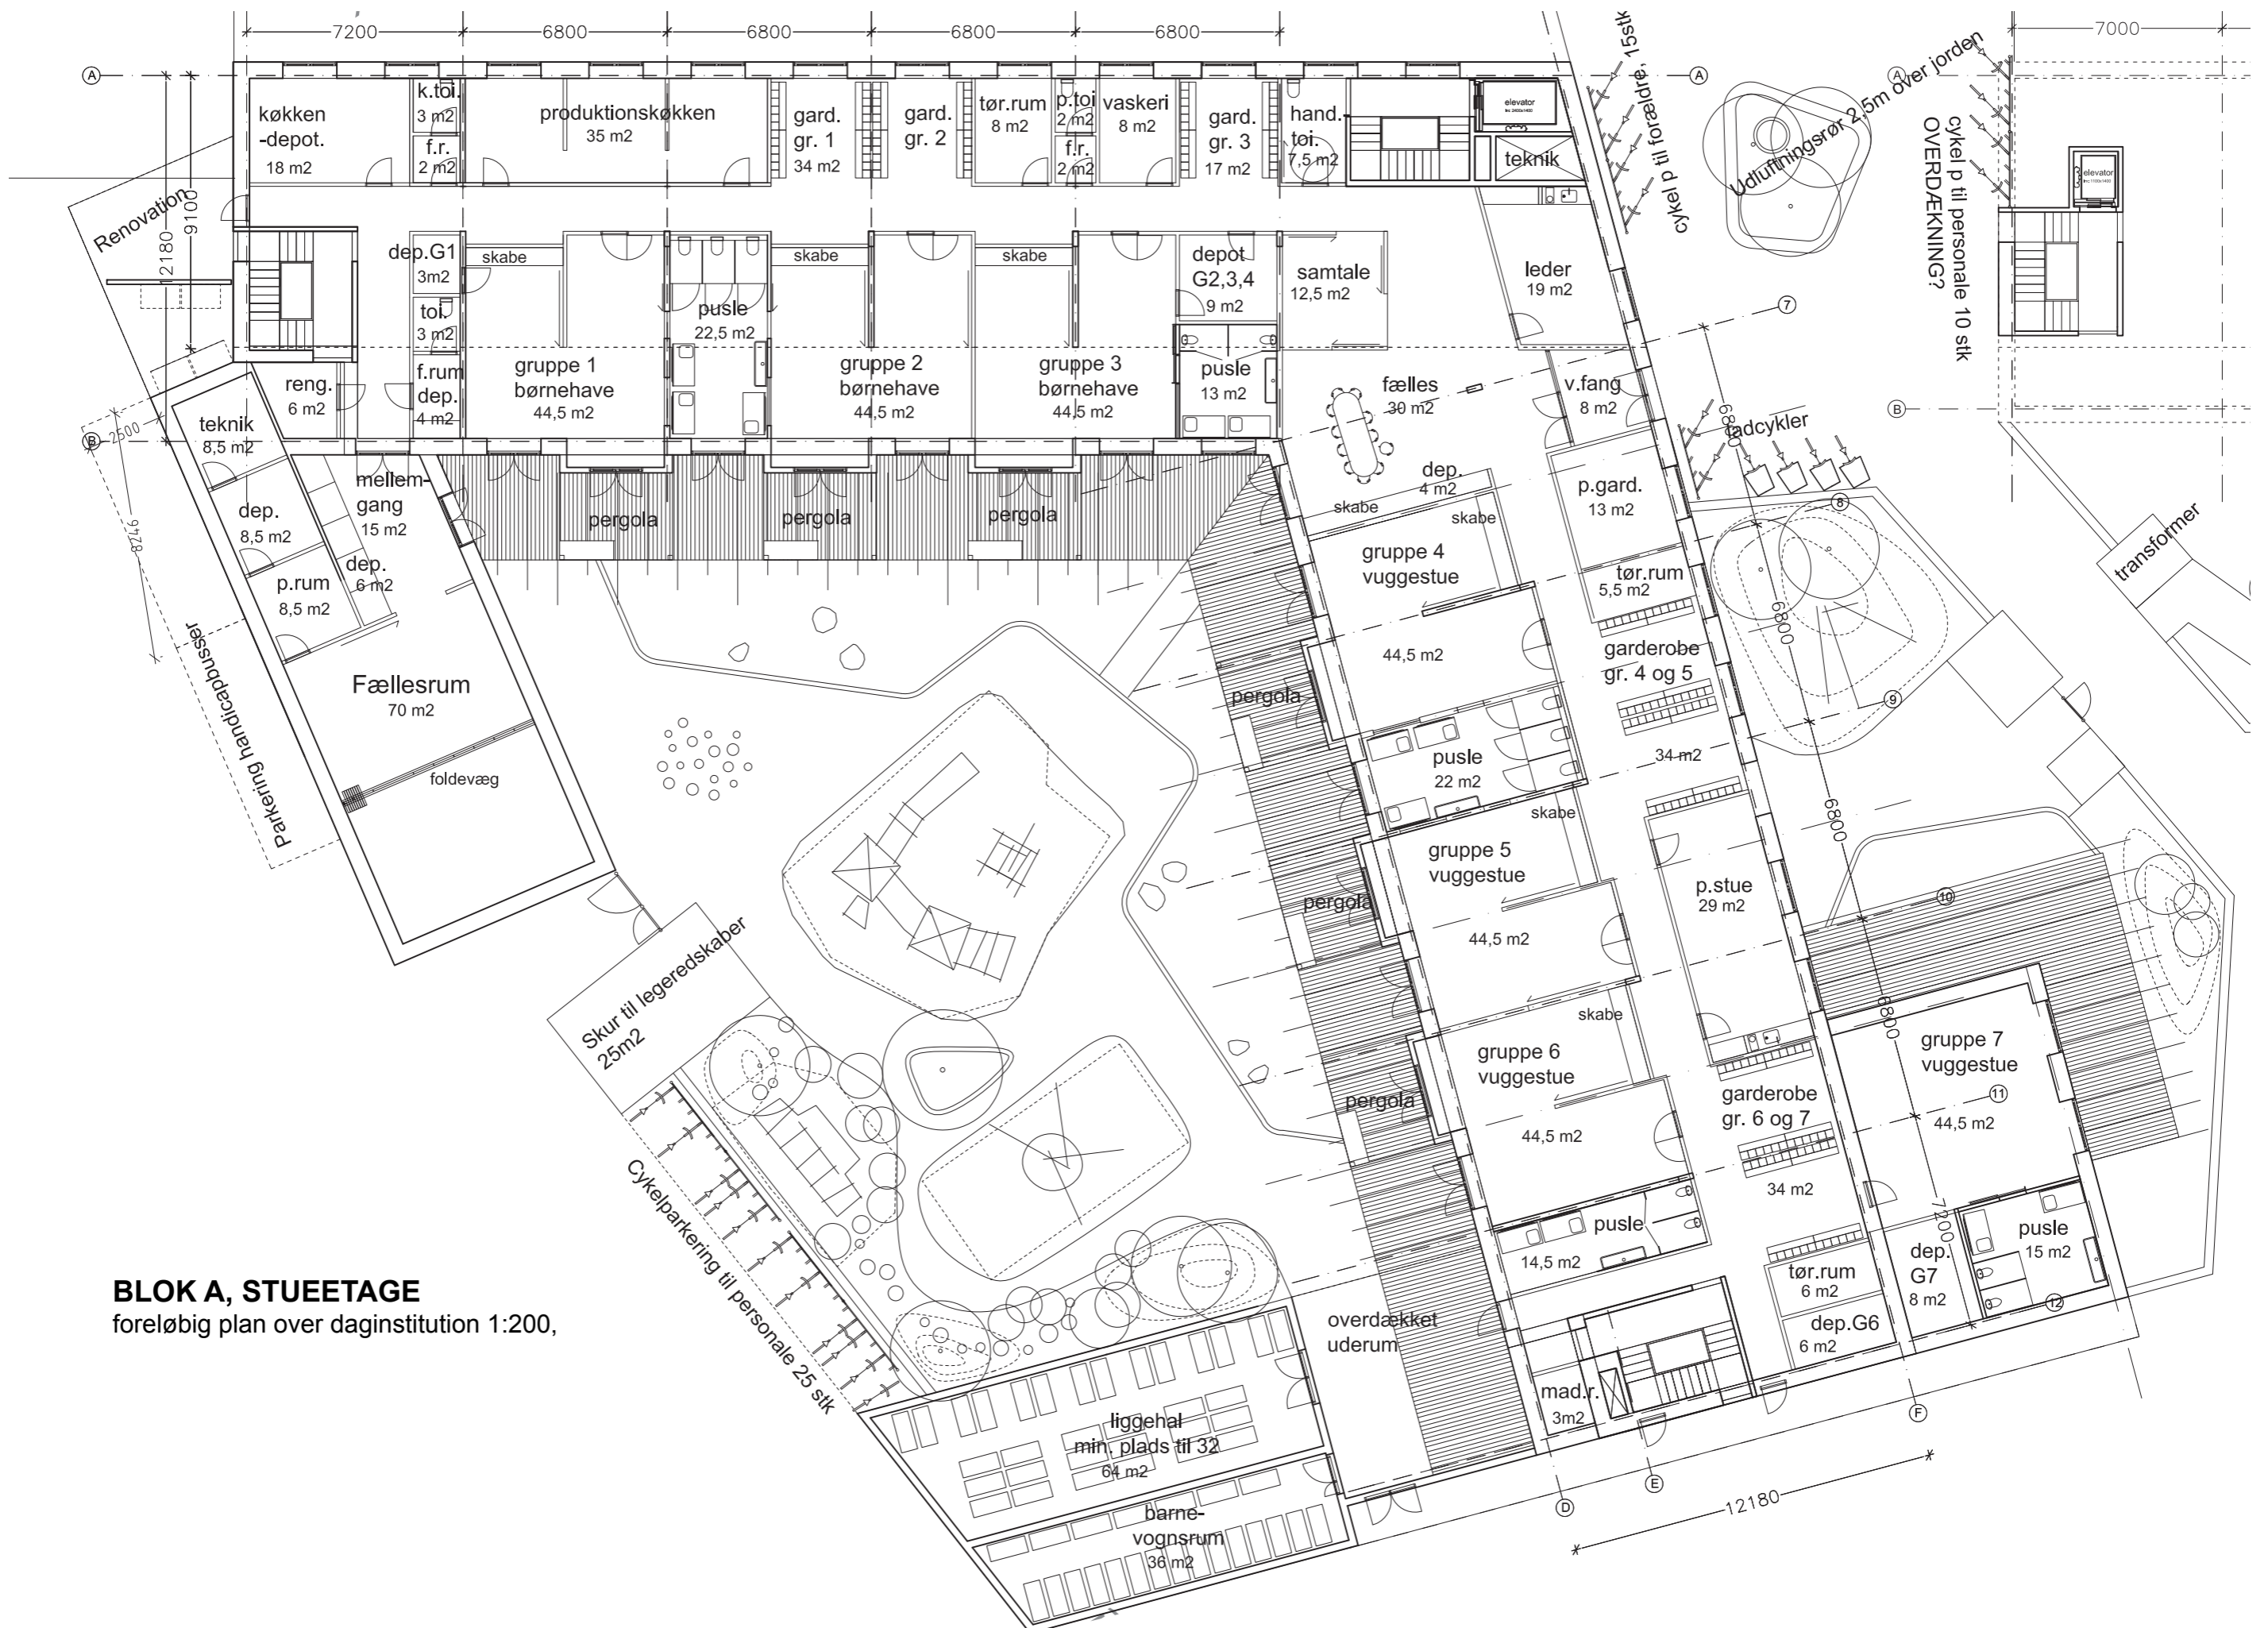 7200
6800
6800
6800
6800
7000
A
A
A
B
B
12180
9100
2500
8246
Renovation
køkken
-depot.
18 m2
k.toi.
3 m2
f.r.
2 m2
produktionskøkken
35 m2
gard.
gr. 1
34 m2
gard.
gr. 2
tør.rum
8 m2
p.toi
2 m2
f.r.
2 m2
vaskeri
8 m2
gard.
gr. 3
17 m2
hand.
toi.
7,5 m2
elevator
teknik
cykel p til forældre, 15stk
Udluftningsrør 2,5m over jorden
cykel p til personale 10 stk
OVERDÆKNING?
elevator
dep.G1
3m2
toi.
3 m2
f.rum
dep.
4 m2
reng.
6 m2
skabe
gruppe 1
børnehave
44,5 m2
pusle
22,5 m2
skabe
gruppe 2
børnehave
44,5 m2
skabe
gruppe 3
børnehave
44,5 m2
depot
G2,3,4
9 m2
pusle
13 m2
samtale
12,5 m2
leder
19 m2
7
fælles
30 m2
v.fang
8 m2
6800
ladcykler
8
teknik
8,5 m2
dep.
8,5 m2
p.rum
8,5 m2
mellem-
gang
15 m2
dep.
6 m2
Fællesrum
70 m2
foldevæg
Parkering handicapbusser
pergola
pergola
pergola
dep.
4 m2
skabe
skabe
p.gard.
13 m2
gruppe 4
vuggestue
44,5 m2
tør.rum
5,5 m2
6800
garderobe
gr. 4 og 5
34 m2
9
transformer
pergola
pusle
22 m2
skabe
6800
gruppe 5
vuggestue
44,5 m2
pergola
p.stue
29 m2
10
6800
skabe
gruppe 6
vuggestue
44,5 m2
pergola
garderobe
gr. 6 og 7
34 m2
gruppe 7
vuggestue
44,5 m2
11
7200
Skur til legeredskaber
25m2
Cykelparkering til personale 25 stk
pusle
14,5 m2
tør.rum
6 m2
dep.G6
6 m2
dep.
G7
8 m2
pusle
15 m2
12
overdækket
uderum
mad.r.
3m2
liggehal
min. plads til 32
64 m2
barne-
vognsrum
36 m2
D
E
F
12180
BLOK A, STUEETAGE
foreløbig plan over daginstitution 1:200,